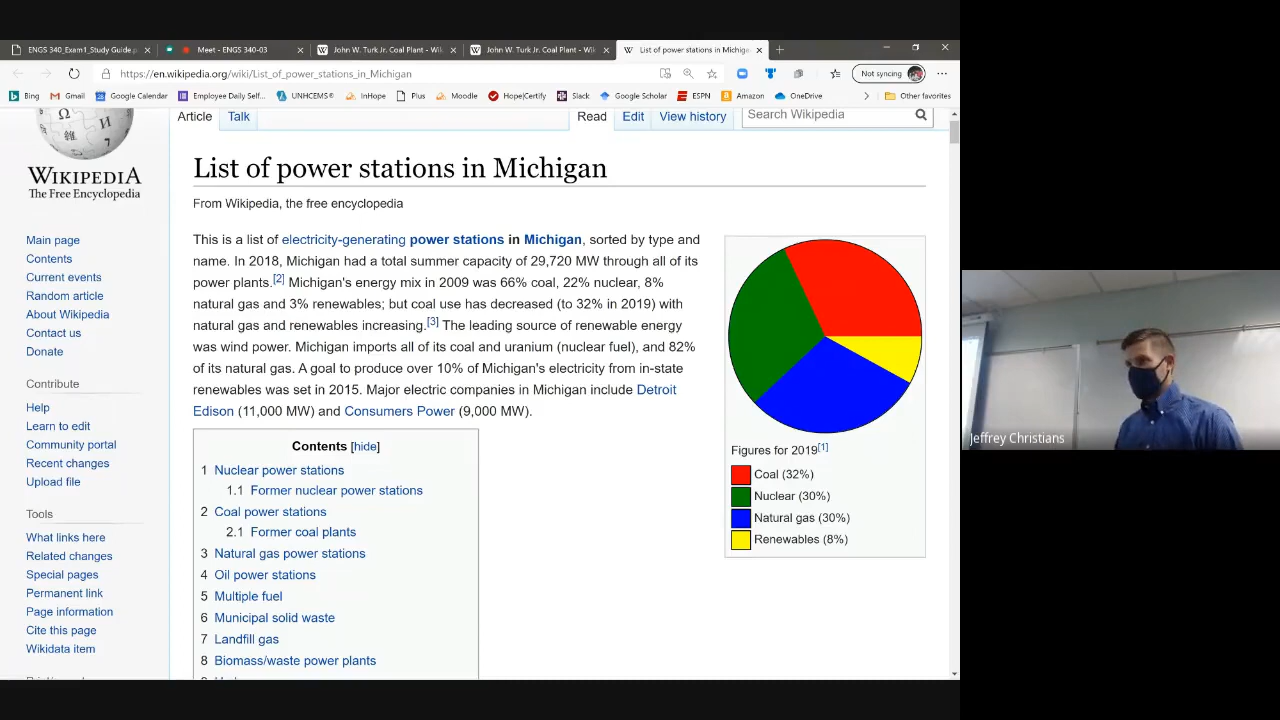 ENGS 340_Exam1_Study Guide.p
Meet - ENGS 340-03
John W. Turk Jr. Coal Plant - Wik
John W. Turk Jr. Coal Plant - Wik
List of power stations in Michiga
https://en.wikipedia.org/wiki/List_of_power_stations_in_Michigan
Not syncing
Bing
Gmail
Google Calendar
Employee Daily Self...
UNHCEMS®
InHope
Plus
Moodle
Hope|Certify
Slack
Google Scholar
ESPN
Amazon
OneDrive
Other favorites
WIKIPEDIA
The Free Encyclopedia
Main page
Contents
Current events
Random article
About Wikipedia
Contact us
Donate
Contribute
Help
Learn to edit
Community portal
Recent changes
Upload file
Tools
What links here
Related changes
Special pages
Permanent link
Page information
Cite this page
Wikidata item
Article
Talk
Read
Edit
View history
Search Wikipedia
List of power stations in Michigan
From Wikipedia, the free encyclopedia
This is a list of electricity-generating power stations in Michigan, sorted by type and
name. In 2018, Michigan had a total summer capacity of 29,720 MW through all of its
power plants.[2] Michigan's energy mix in 2009 was 66% coal, 22% nuclear, 8%
natural gas and 3% renewables; but coal use has decreased (to 32% in 2019) with
natural gas and renewables increasing.[3] The leading source of renewable energy
was wind power. Michigan imports all of its coal and uranium (nuclear fuel), and 82%
of its natural gas. A goal to produce over 10% of Michigan's electricity from in-state
renewables was set in 2015. Major electric companies in Michigan include Detroit
Edison (11,000 MW) and Consumers Power (9,000 MW).
Contents [hide]
1 Nuclear power stations
1.1 Former nuclear power stations
2 Coal power stations
2.1 Former coal plants
3 Natural gas power stations
4 Oil power stations
5 Multiple fuel
6 Municipal solid waste
7 Landfill gas
8 Biomass/waste power plants
Figures for 2019[1]
Coal (32%)
Nuclear (30%)
Natural gas (30%)
Renewables (8%)
Jeffrey Christians